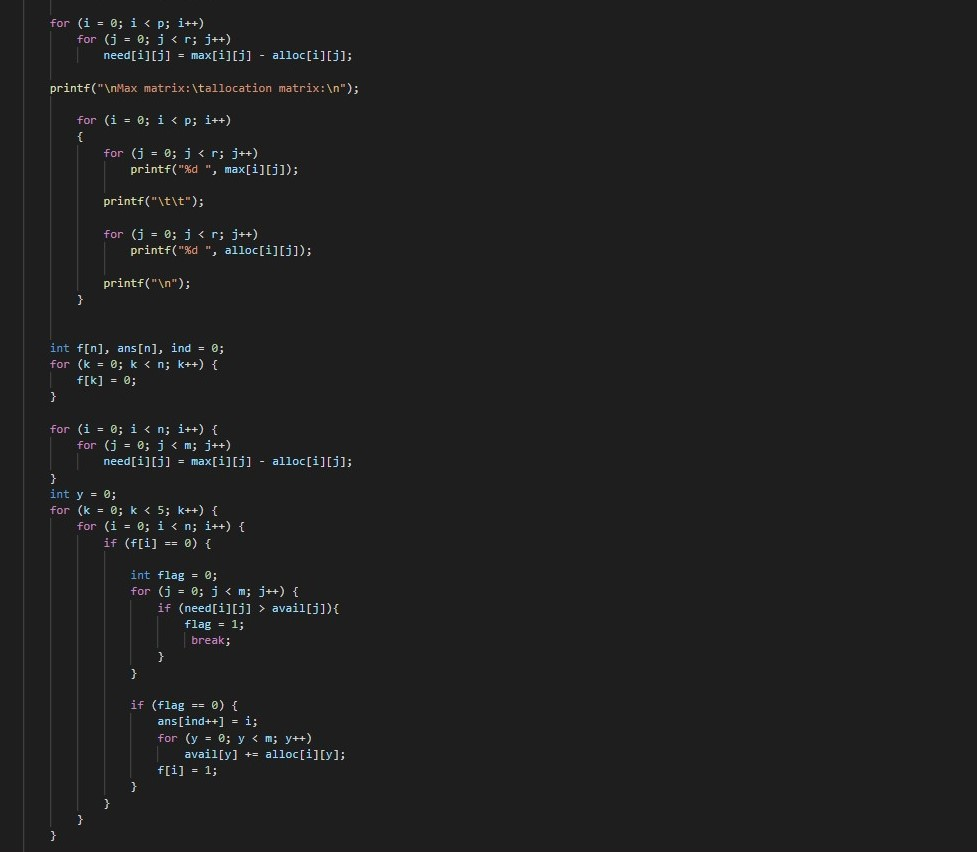 for (i = 0; i < p; i++)
for (j = 0; j < r; j++)
need[i][j] = max[i][j] - alloc[i][j];
printf("\nMax matrix:\tallocation matrix:\n");
for (i = 0; i < p; i++)
{
for (j = 0; j < r; j++)
printf("%d ", max[i][j]);
printf("\t\t");
for (j = 0; j < r; j++)
printf("%d ", alloc[i][j]);
printf("\n");
}
int f[n], ans[n], ind = 0;
for (k = 0; k < n; k++) {
f[k] = 0;
}
for (i = 0; i < n; i++) {
for (j = 0; j < m; j++)
need[i][j] = max[i][j] - alloc[i][j];
}
int y = 0;
for (k = 0; k < 5; k++) {
for (i = 0; i < n; i++) {
if (f[i] == 0) {
int flag = 0;
for (j = 0; j < m; j++) {
if (need[i][j] > avail[j]){
flag = 1;
break;
}
}
if (flag == 0) {
ans[ind++] = i;
for (y = 0; y < m; y++)
avail[y] += alloc[i][y];
f[i] = 1;
}
}
}
}